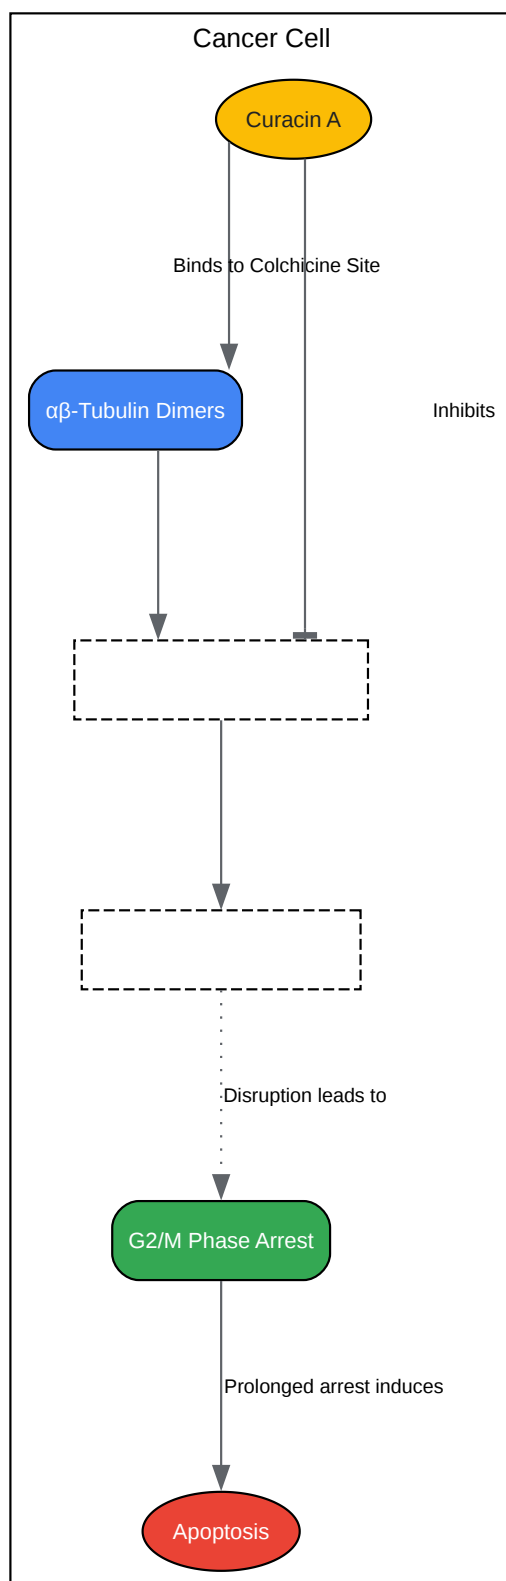 Cancer Cell
Curacin A
Binds to Colchicine Site
αβ-Tubulin Dimers
Inhibits
Disruption leads to
G2/M Phase Arrest
Prolonged arrest induces
Apoptosis